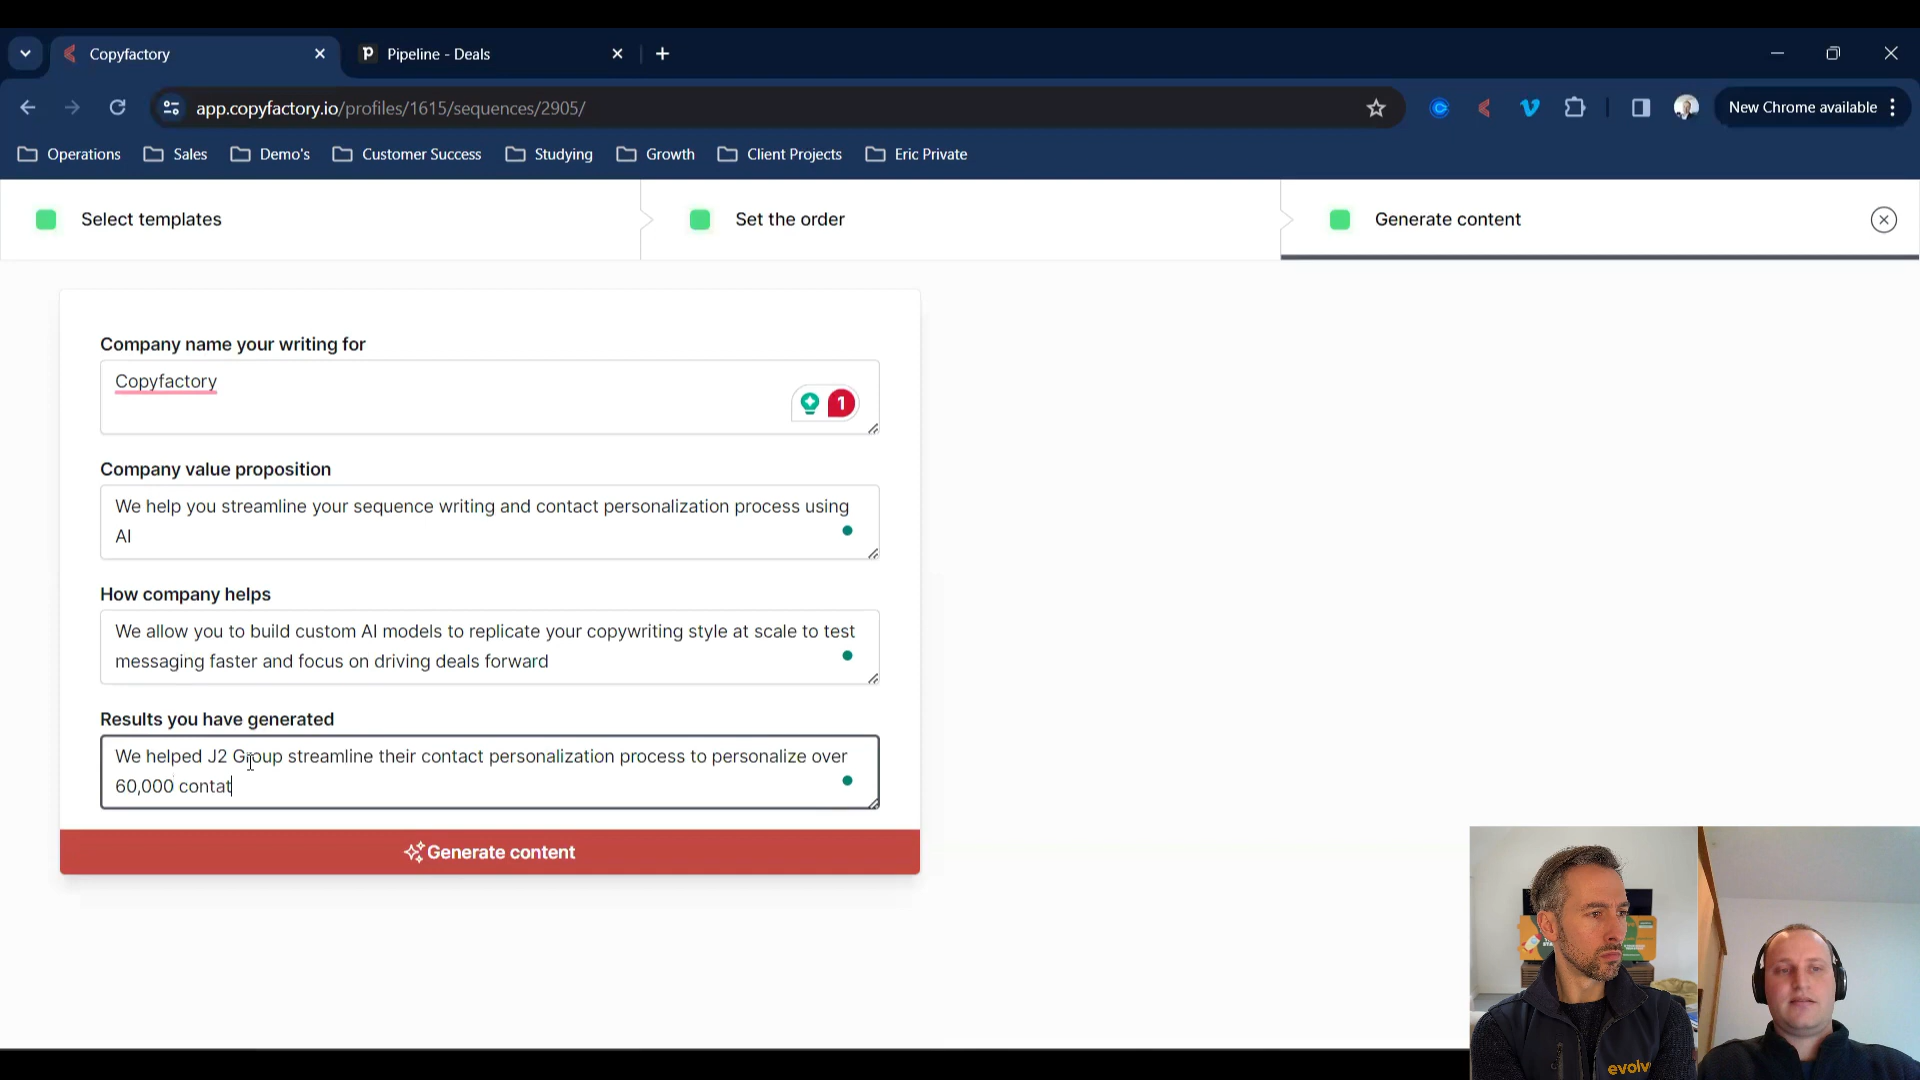 Copyfactory
Pipeline - Deals
app.copyfactory.io/profiles/1615/sequences/2905/
New Chrome available
Operations
Sales
Demo's
Customer Success
Studying
Growth
Client Projects
Eric Private
Select templates
Set the order
Generate content
Company name your writing for
Copyfactory
1
Company value proposition
We help you streamline your sequence writing and contact personalization process using
AI
How company helps
We allow you to build custom AI models to replicate your copywriting style at scale to test
messaging faster and focus on driving deals forward
Results you have generated
We helped J2 Group streamline their contact personalization process to personalize over
60,000 contat
Generate content